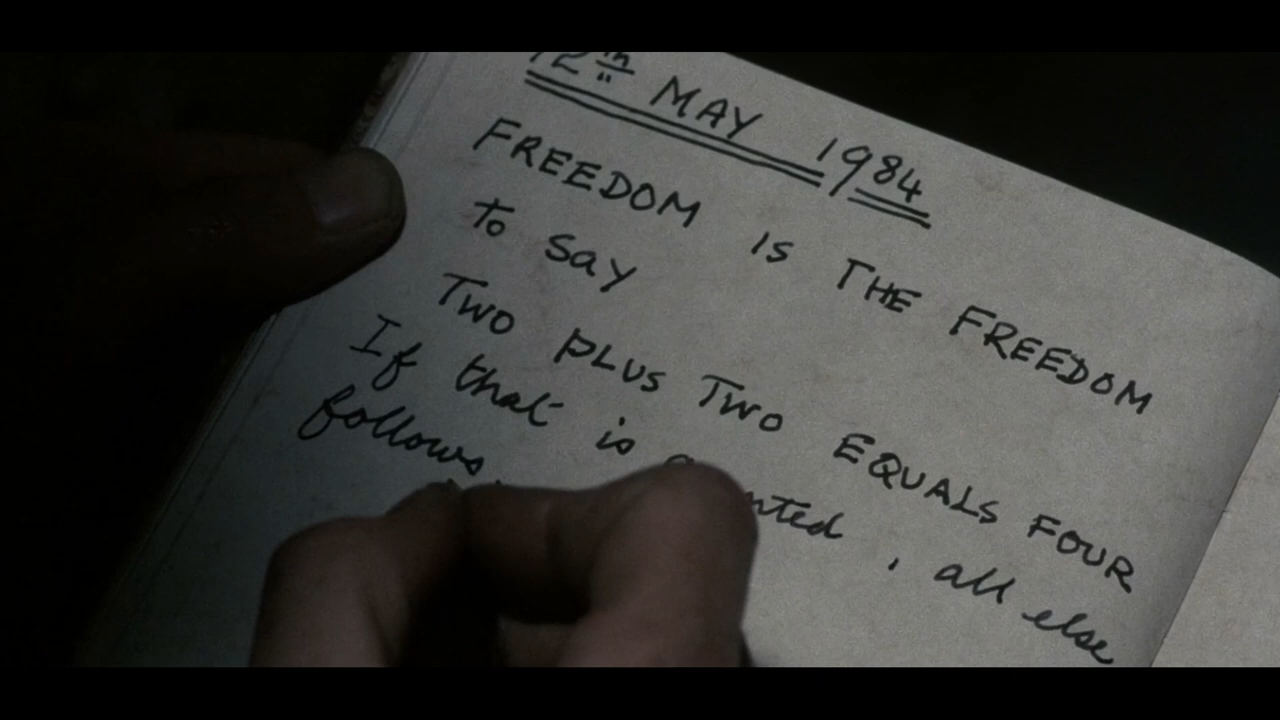 12th MAY 1984
FREEDOM IS THE FREEDOM
to say
Two PLUS Two EQUALS FOUR
If that is , all else
follows